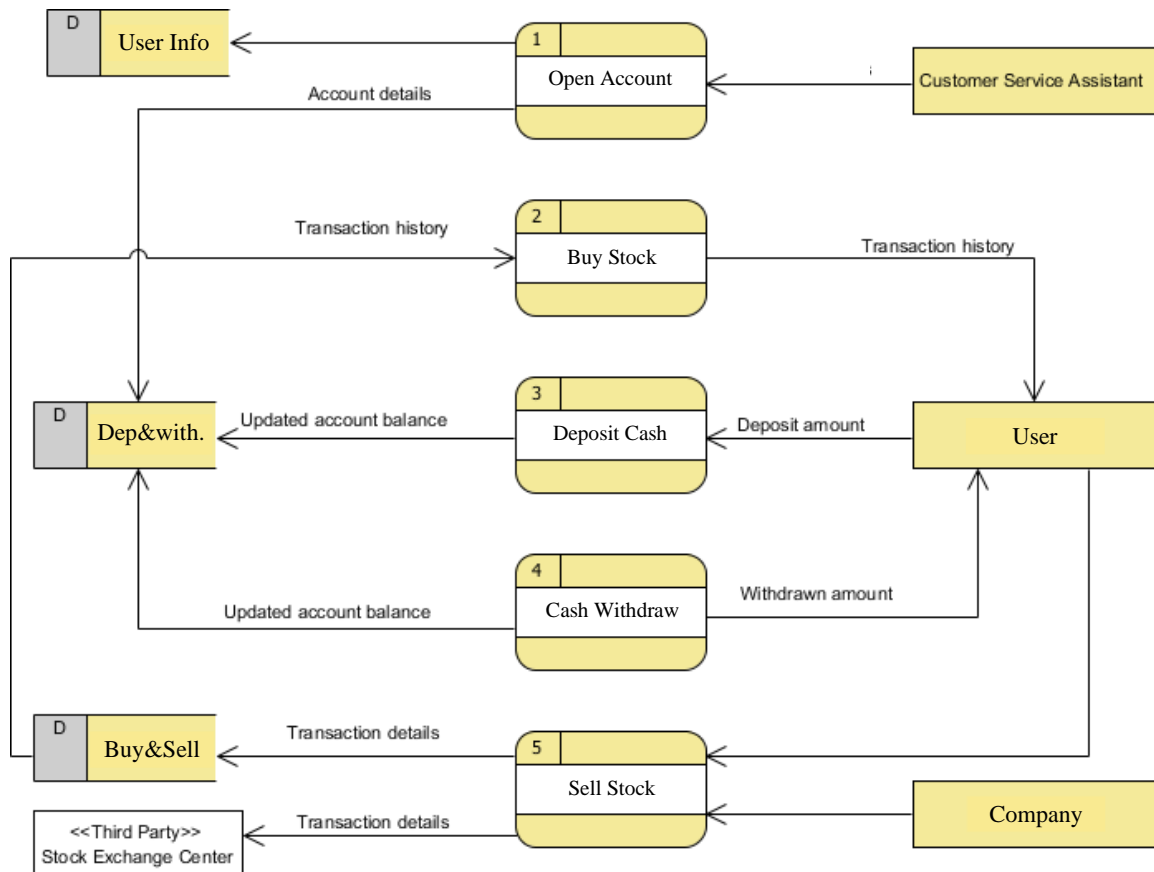 D
User Info
1
Open Account
Customer Service Assistant
Account details
2
Transaction history
Buy Stock
Transaction history
3
D
Dep&with.
Updated account balance
Deposit Cash
Deposit amount
User
4
Updated account balance
Cash Withdraw
Withdrawn amount
D
Buy&Sell
Transaction details
5
Sell Stock
Company
<<Third Party>>
Stock Exchange Center
Transaction details